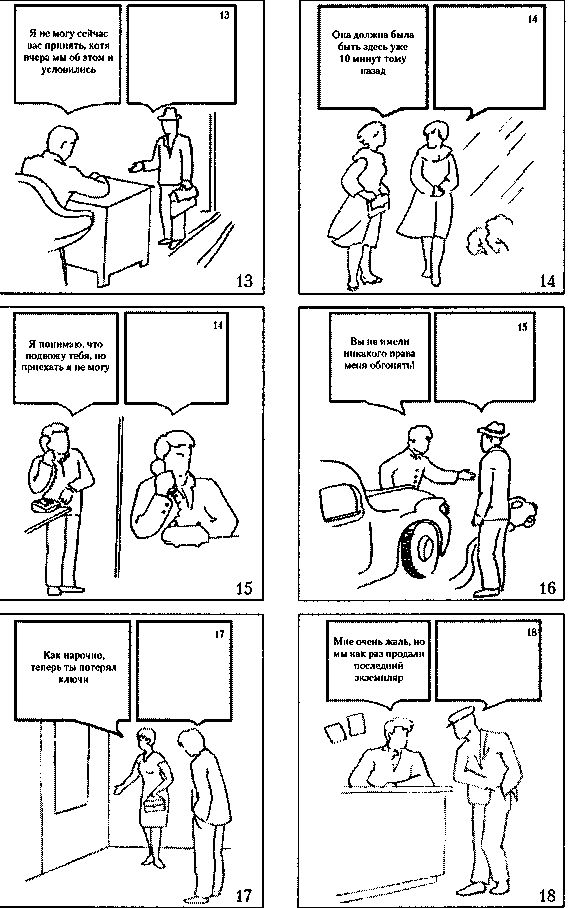 Я не могу сейчас
вас принять, хотя
вчера мы об этом и
условились
13
13
Она должна была
быть здесь уже
10 минут тому
назад
14
14
Я понимаю, что
подвожу тебя, но
приехать я не могу
14
15
Вы не имели
никакого права
меня обгонять!
15
16
Как нарочно,
теперь ты потерял
ключи
17
17
Мне очень жаль, но
мы как раз продали
последний
экземпляр
18
18